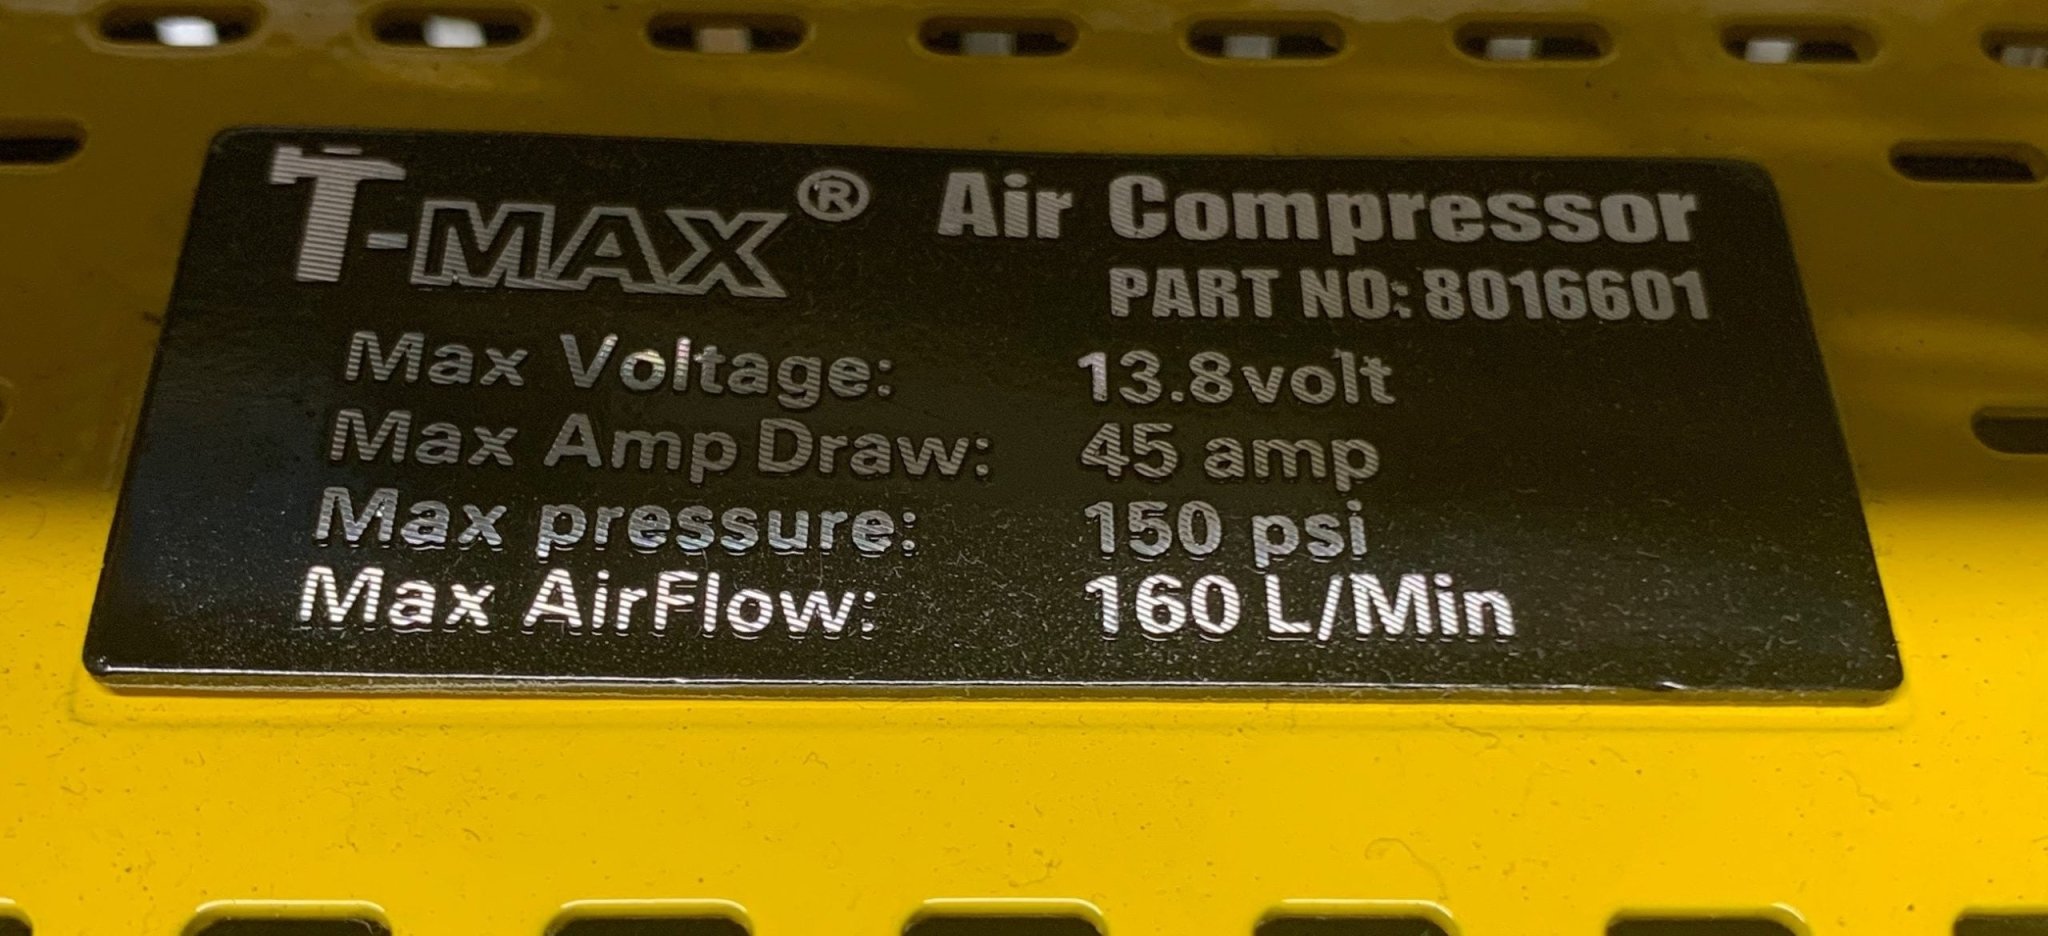 T-MAX® Air Compressor
PART NO: 8016601
Max Voltage: 13.8volt
Max Amp Draw: 45 amp
Max pressure: 150 psi
Max AirFlow: 160 L/Min